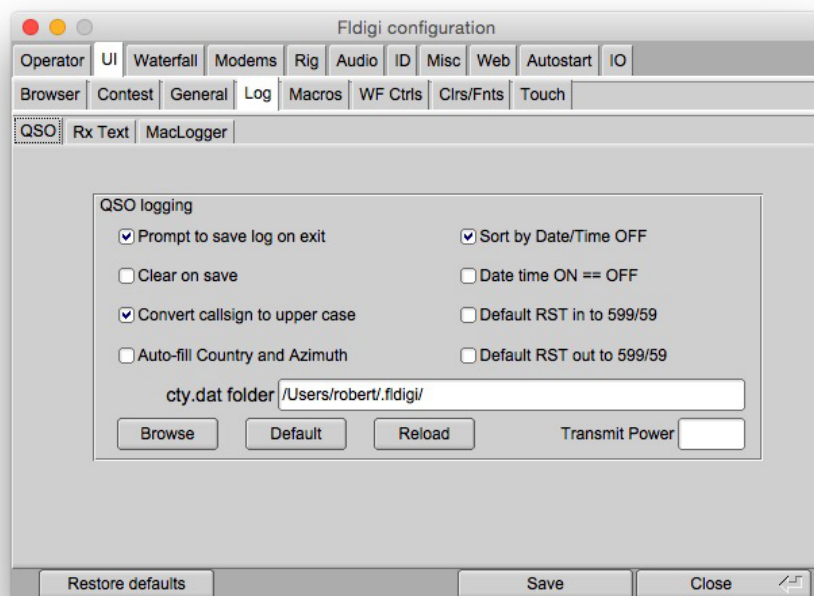 Fldigi configuration
Operator UI Waterfall Modems Rig Audio ID Misc Web Autostart IO
Browser Contest General Log Macros WF Ctrls Clrs/Fnts Touch
QSO Rx Text MacLogger
QSO logging
Prompt to save log on exit Sort by Date/Time OFF
Clear on save Date time ON == OFF
Convert callsign to upper case Default RST in to 599/59
Auto-fill Country and Azimuth Default RST out to 599/59
cty.dat folder /Users/robert/.fldigi/
Browse Default Reload Transmit Power
Restore defaults Save Close